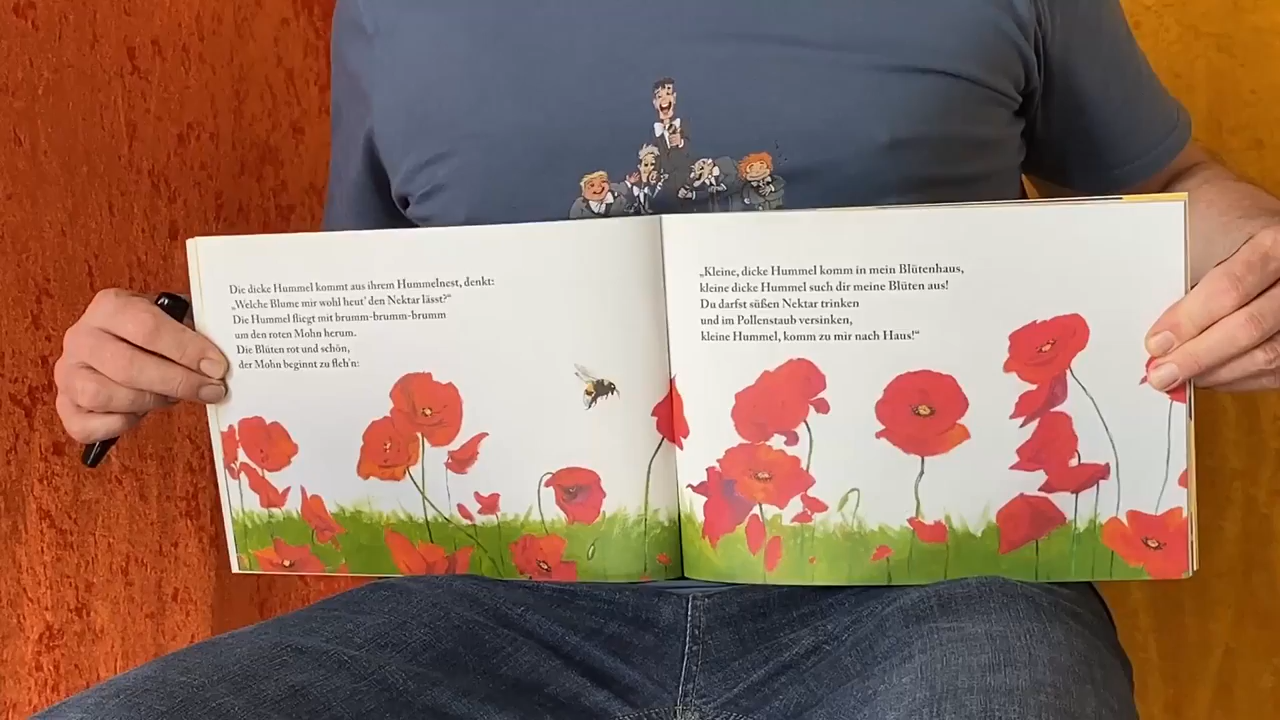 Die dicke Hummel kommt aus ihrem Hummelnest, denkt:
„Welche Blume mir wohl heut’ den Nektar lässt?“
Die Hummel fliegt mit brumm-brumm-brumm
um den roten Mohn herum.
Die Blüten rot und schön,
der Mohn beginnt zu fleh’n:
„Kleine, dicke Hummel komm in mein Blütenhaus,
kleine dicke Hummel such dir meine Blüten aus!
Du darfst süßen Nektar trinken
und im Pollenstaub versinken,
kleine Hummel, komm zu mir nach Haus!“